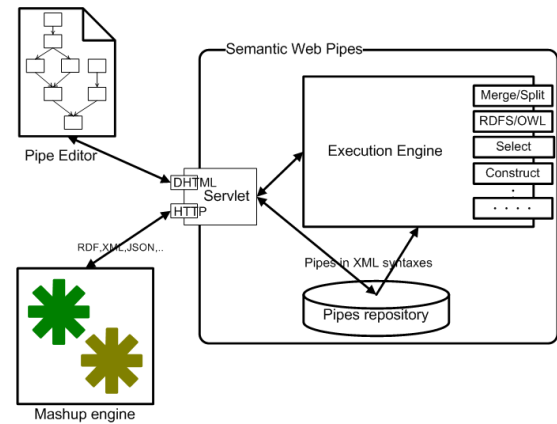 Semantic Web Pipes
Merge/Split
RDFS/OWL
Select
Construct
Execution Engine
. . . .
Pipe Editor
DHTML
HTTP
Servlet
RDF,XML,JSON,..
Pipes in XML syntaxes
Pipes repository
Mashup engine